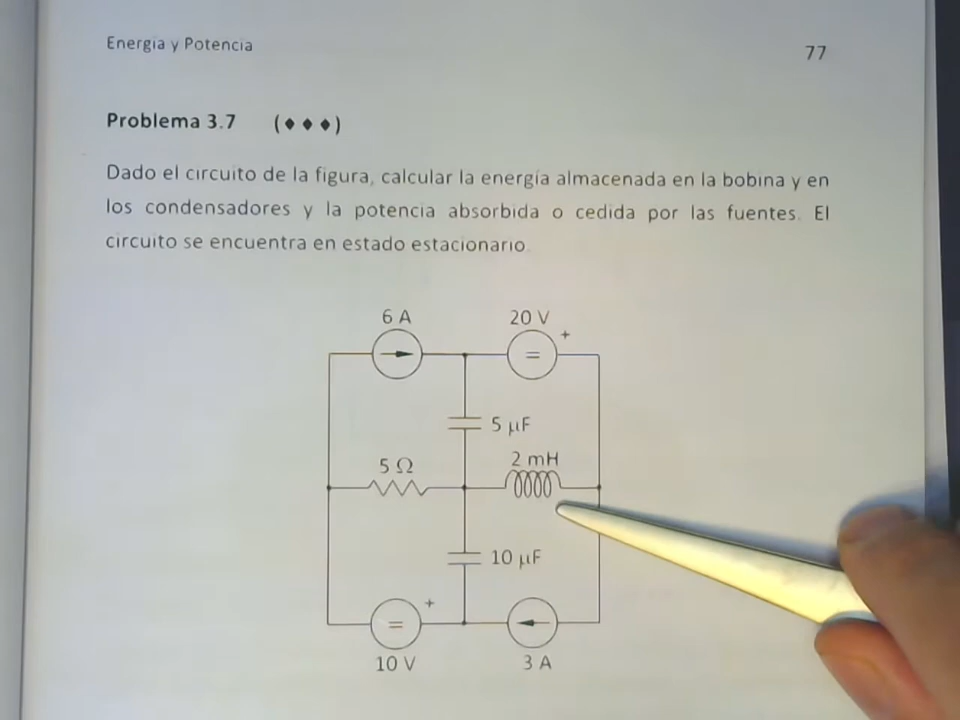 Energía y Potencia
77
Problema 3.7 (♦♦♦)
Dado el circuito de la figura, calcular la energía almacenada en la bobina y en
los condensadores y la potencia absorbida o cedida por las fuentes. El
circuito se encuentra en estado estacionario.
6 A
20 V
+
=
5 µF
5 Ω
2 mH
10 µF
+
=
10 V
3 A